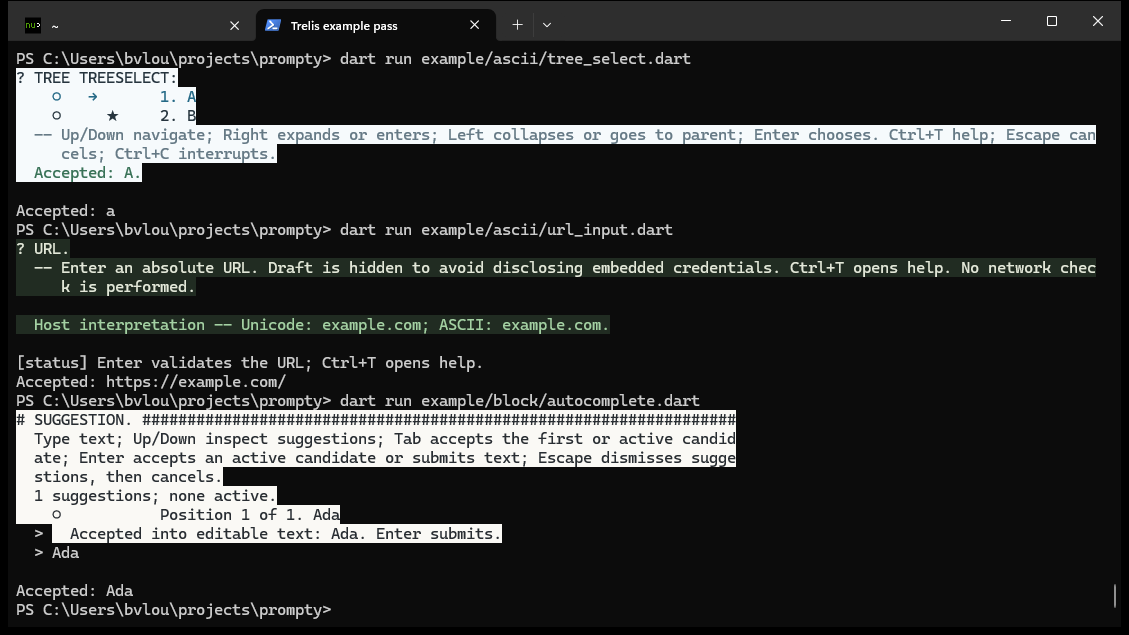 nu> ~
Trelis example pass
PS C:\Users\bvlou\projects\prompty> dart run example/ascii/tree_select.dart
? TREE TREESELECT:
○ → 1. A
○ ★ 2. B
-- Up/Down navigate; Right expands or enters; Left collapses or goes to parent; Enter chooses. Ctrl+T help; Escape can
cels; Ctrl+C interrupts.
Accepted: A.
Accepted: a
PS C:\Users\bvlou\projects\prompty> dart run example/ascii/url_input.dart
? URL.
-- Enter an absolute URL. Draft is hidden to avoid disclosing embedded credentials. Ctrl+T opens help. No network chec
k is performed.
Host interpretation -- Unicode: example.com; ASCII: example.com.
[status] Enter validates the URL; Ctrl+T opens help.
Accepted: https://example.com/
PS C:\Users\bvlou\projects\prompty> dart run example/block/autocomplete.dart
# SUGGESTION. ##################################################################
Type text; Up/Down inspect suggestions; Tab accepts the first or active candid
ate; Enter accepts an active candidate or submits text; Escape dismisses sugge
stions, then cancels.
1 suggestions; none active.
○ Position 1 of 1. Ada
> Accepted into editable text: Ada. Enter submits.
> Ada
Accepted: Ada
PS C:\Users\bvlou\projects\prompty>